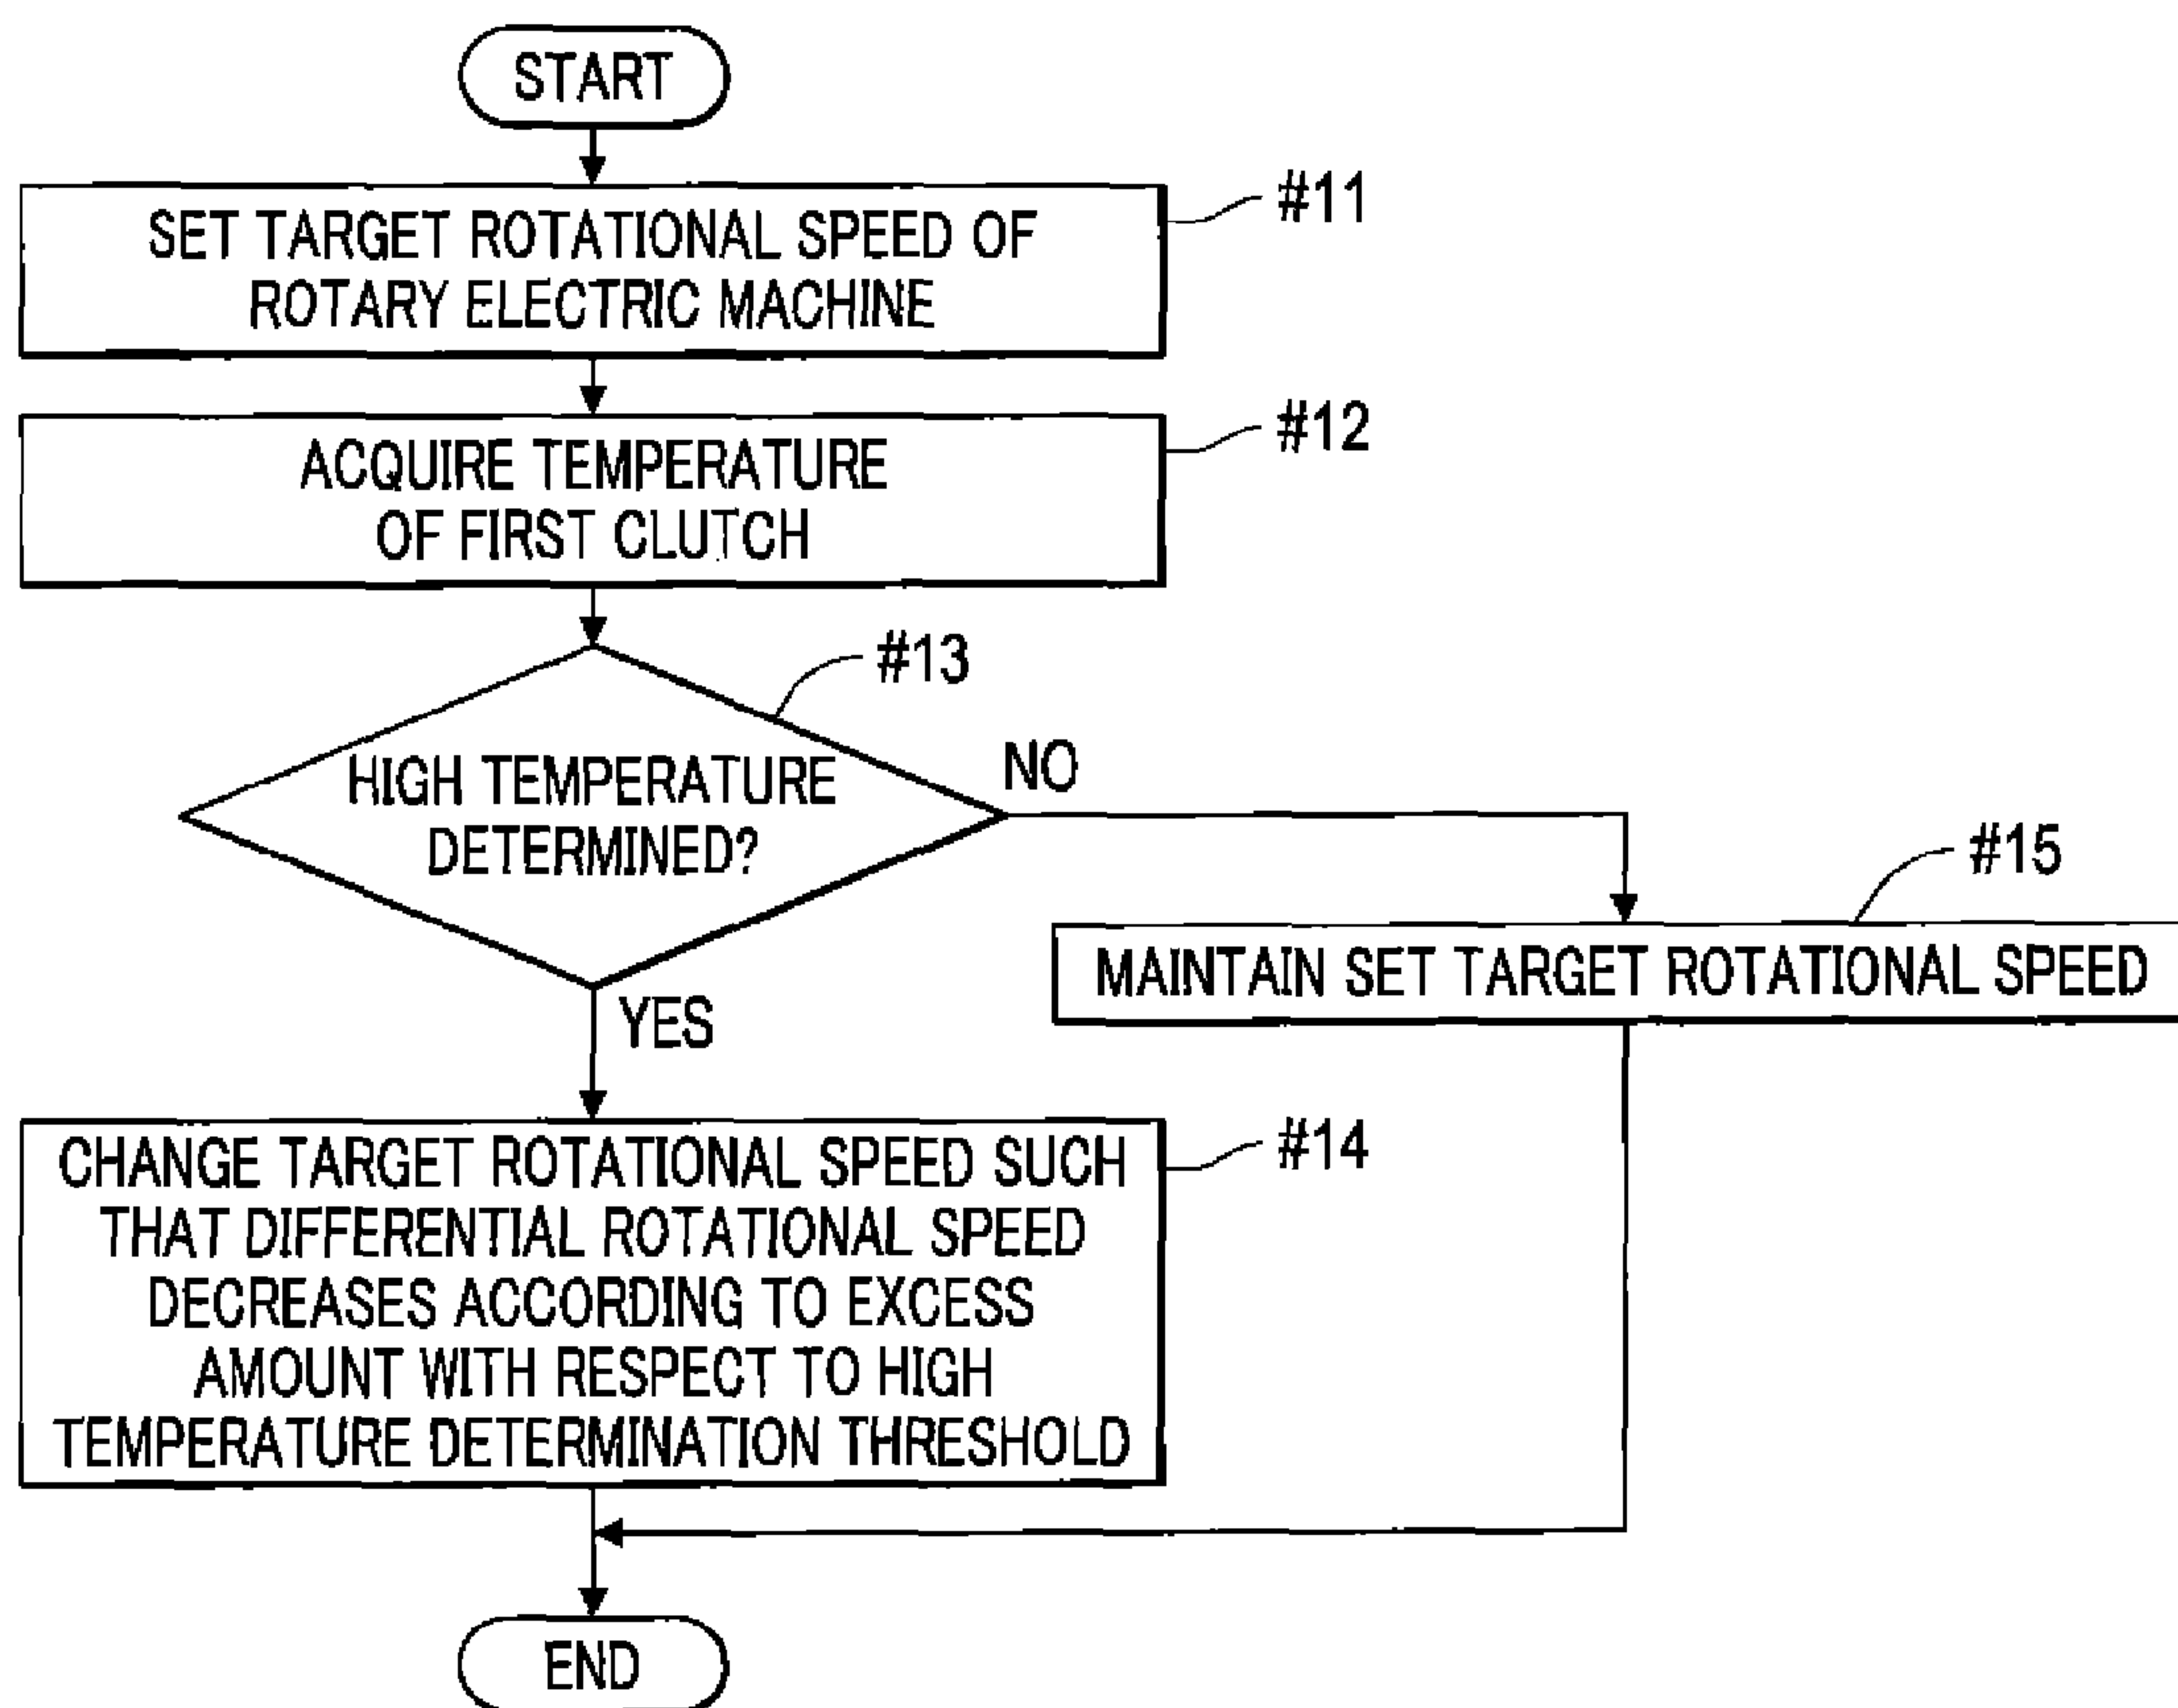 START
#11
SET TARGET ROTATIONAL SPEED OF
ROTARY ELECTRIC MACHINE
#12
ACQUIRE TEMPERATURE
OF FIRST CLUTCH
#13
HIGH TEMPERATURE
DETERMINED?
NO
YES
#15
MAINTAIN SET TARGET ROTATIONAL SPEED
#14
CHANGE TARGET ROTATIONAL SPEED SUCH
THAT DIFFERENTIAL ROTATIONAL SPEED
DECREASES ACCORDING TO EXCESS
AMOUNT WITH RESPECT TO HIGH
TEMPERATURE DETERMINATION THRESHOLD
END